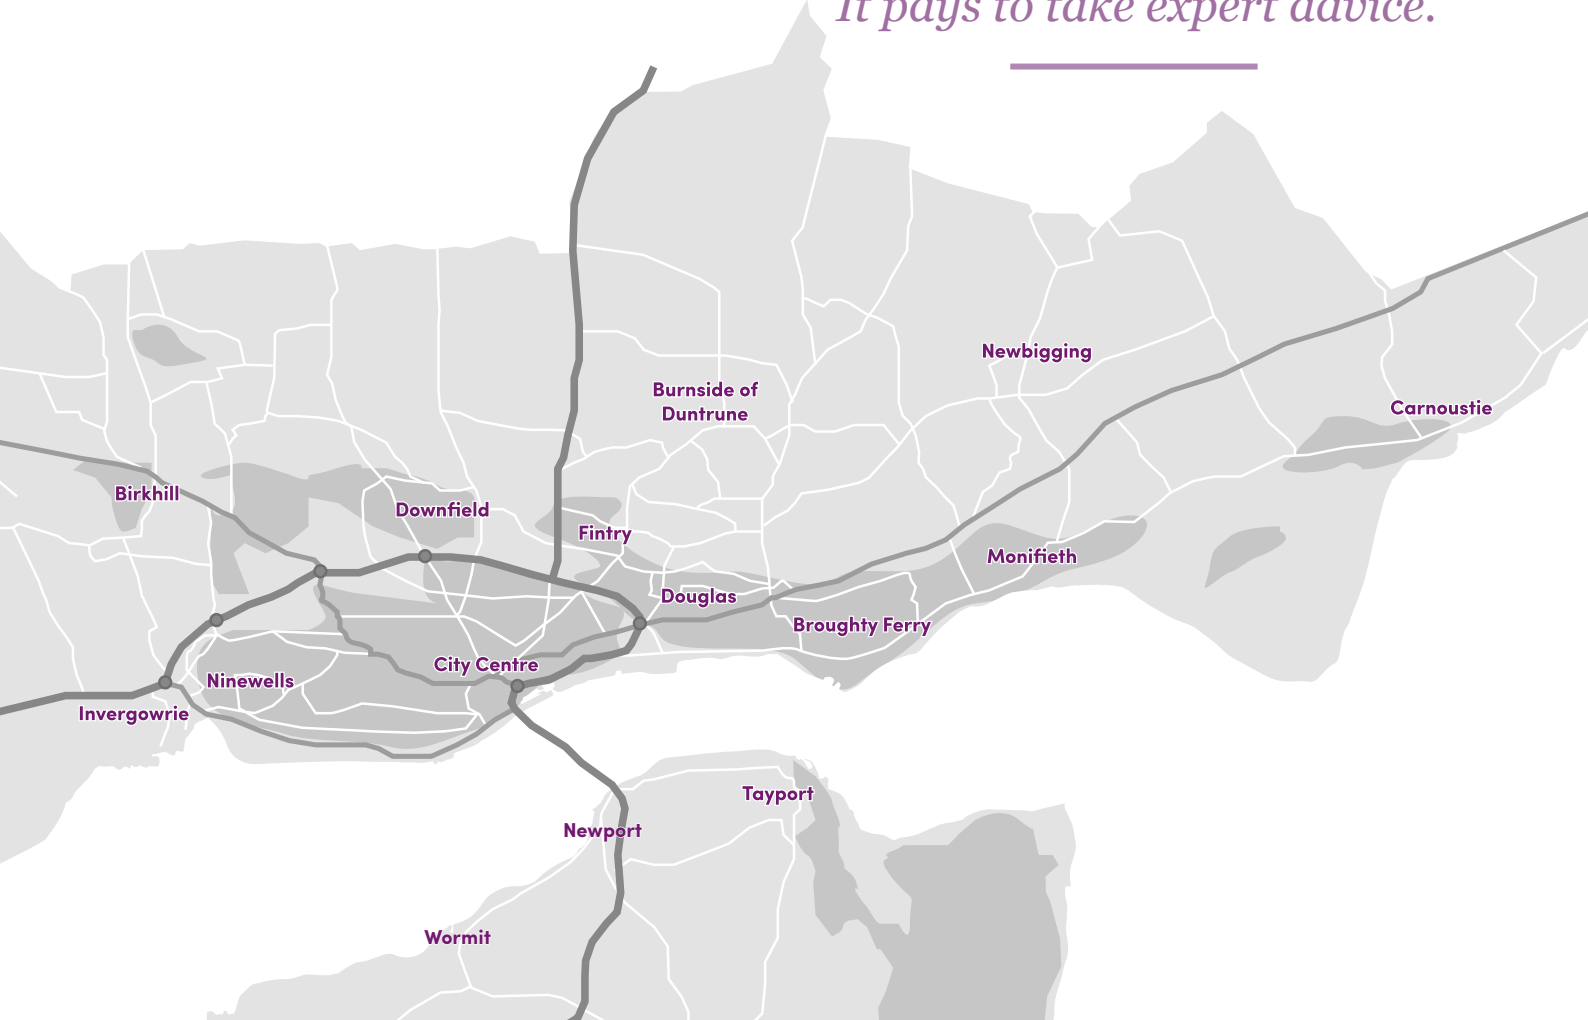 It pays to take expert advice.
Newbigging
Burnside of
Duntrune
Carnoustie
Birkhill
Downfield
Fintry
Monifieth
Douglas
Broughty Ferry
City Centre
Ninewells
Invergowrie
Tayport
Newport
Wormit